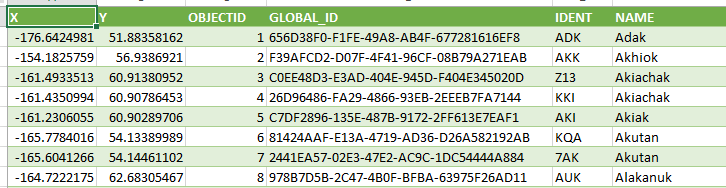 X Y OBJECTID GLOBAL_ID IDENT NAME
-176.6424981 51.88358162 1 656D38F0-F1FE-49A8-AB4F-677281616EF8 ADK Adak
-154.1825759 56.9386921 2 F39AFCD2-D07F-4F41-96CF-08B79A271EAB AKK Akhiok
-161.4933513 60.91380952 3 C0EE48D3-E3AD-404E-945D-F404E345020D Z13 Akiachak
-161.4350994 60.90786453 4 26D96486-FA29-4866-93EB-2EEEB7FA7144 KKI Akiachak
-161.2306055 60.90289706 5 C7DF2896-135E-487B-9172-2FF613E7EAF1 AKI Akiak
-165.7784016 54.13389989 6 81424AAF-E13A-4719-AD36-D26A582192AB KQA Akutan
-165.6041266 54.14461102 7 2441EA57-02E3-47E2-AC9C-1DC54444A884 7AK Akutan
-164.7222175 62.68305467 8 978B7D5B-2C47-4B0F-BFBA-63975F26AD11 AUK Alakanuk